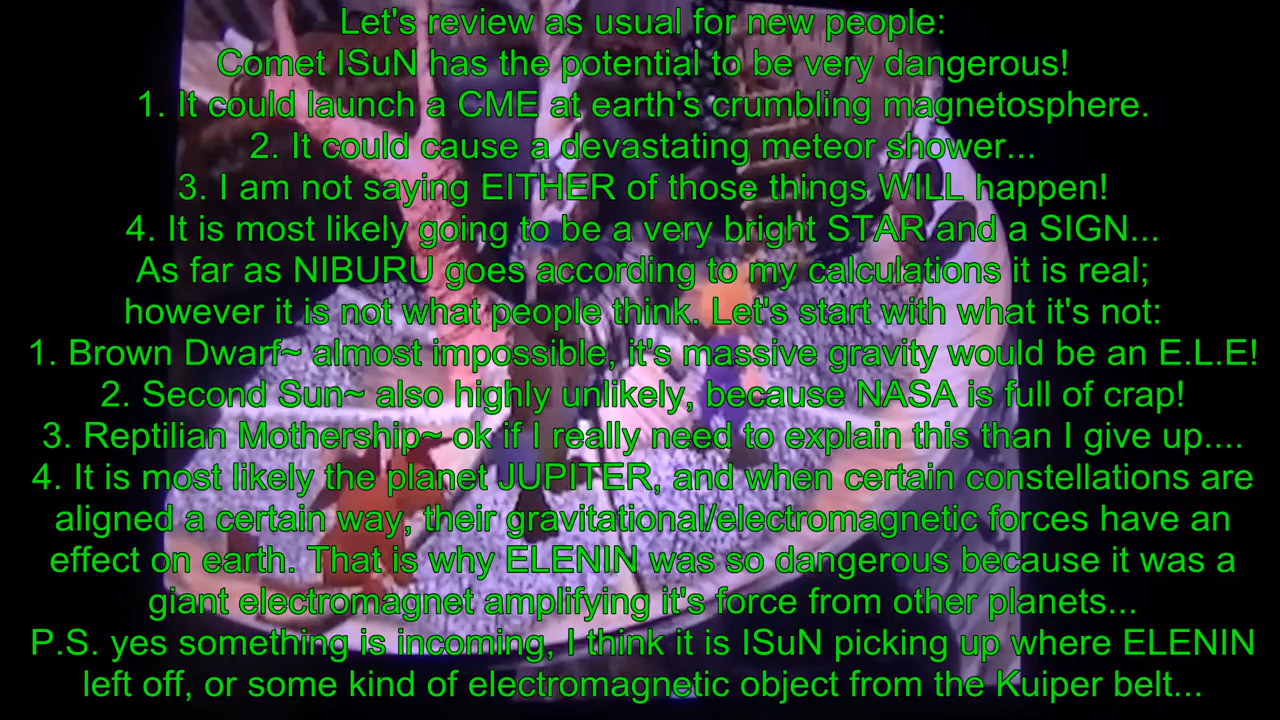 Let's review as usual for new people:
Comet ISuN has the potential to be very dangerous!
1. It could launch a CME at earth's crumbling magnetosphere.
2. It could cause a devastating meteor shower...
3. I am not saying EITHER of those things WILL happen!
4. It is most likely going to be a very bright STAR and a SIGN...
As far as NIBURU goes according to my calculations it is real;
however it is not what people think. Let's start with what it's not:
1. Brown Dwarf~ almost impossible, it's massive gravity would be an E.L.E!
2. Second Sun~ also highly unlikely, because NASA is full of crap!
3. Reptilian Mothership~ ok if I really need to explain this than I give up....
4. It is most likely the planet JUPITER, and when certain constellations are
aligned a certain way, their gravitational/electromagnetic forces have an
effect on earth. That is why ELENIN was so dangerous because it was a
giant electromagnet amplifying it's force from other planets...
P.S. yes something is incoming, I think it is ISuN picking up where ELENIN
left off, or some kind of electromagnetic object from the Kuiper belt...